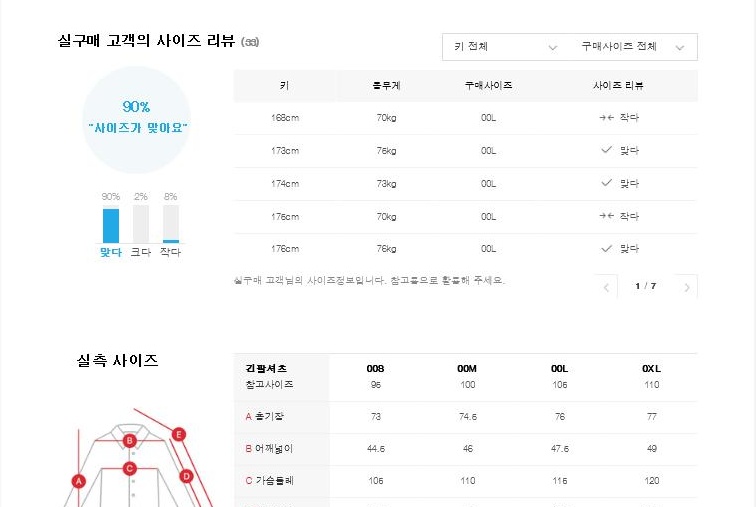 실구매 고객의 사이즈 리뷰 (33)
키 전체
구매사이즈 전체
90%
"사이즈가 맞아요"
90% 2% 8%
맞다 크다 작다
키 몸무게 구매사이즈 사이즈 리뷰
168cm 70kg 00L 작다
173cm 76kg 00L 맞다
174cm 73kg 00L 맞다
176cm 70kg 00L 작다
176cm 76kg 00L 맞다
실구매 고객님의 사이즈정보입니다. 참고용으로 활용해 주세요.
1 / 7
실측 사이즈
긴팔셔츠 00S 00M 00L 0XL
참고사이즈 95 100 105 110
A 총기장 73 74.5 76 77
B 어깨넓이 44.5 46 47.5 49
C 가슴둘레 105 110 115 120
E
B
C
D
A